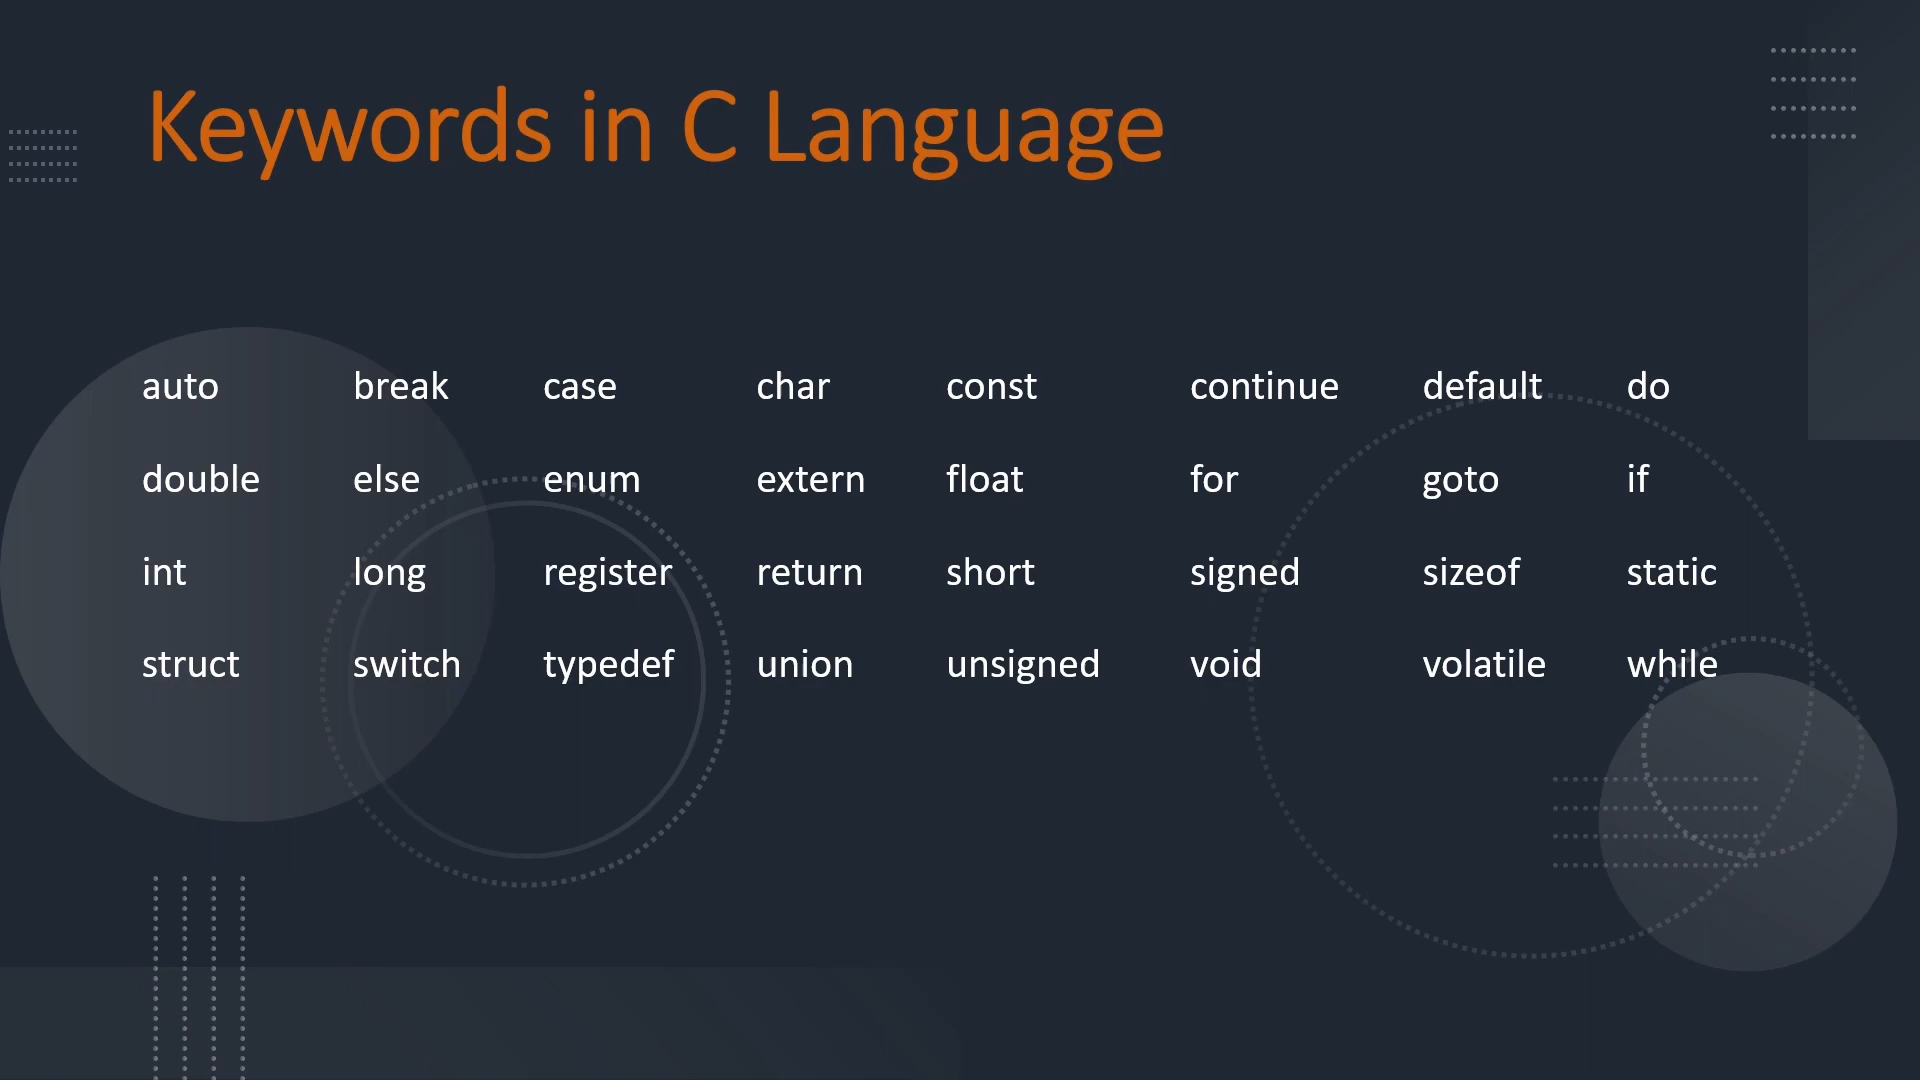 Keywords in C Language
auto break case char const continue default do
double else enum extern float for goto if
int long register return short signed sizeof static
struct switch typedef union unsigned void volatile while